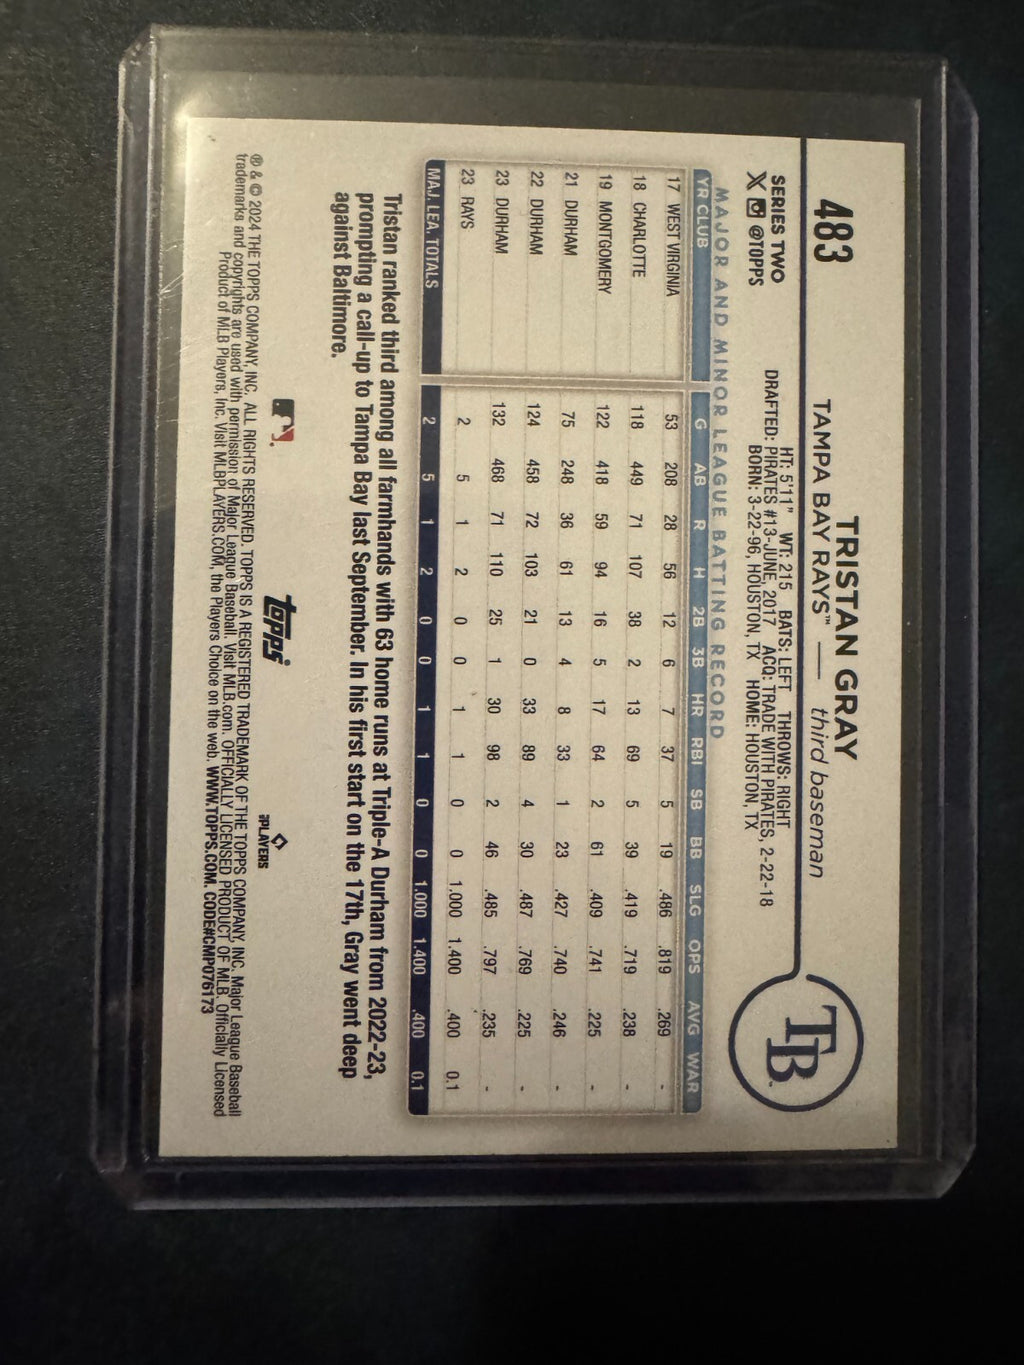 483
TRISTAN GRAY
TAMPA BAY RAYS™ — third baseman
TB
SERIES TWO
@TOPPS
HT: 5'11" WT: 215 BATS: LEFT THROWS: RIGHT
DRAFTED: PIRATES #13-JUNE, 2017 ACQ: TRADE WITH PIRATES, 2-22-18
BORN: 3-22-96, HOUSTON, TX HOME: HOUSTON, TX
MAJOR AND MINOR LEAGUE BATTING RECORD
YR CLUB G AB R H 2B 3B HR RBI SB BB SLG OPS AVG WAR
17 WEST VIRGINIA 53 208 28 56 12 6 7 37 5 19 .486 .819 .269 -
18 CHARLOTTE 118 449 71 107 38 2 13 69 5 39 .419 .719 .238 -
19 MONTGOMERY 122 418 59 94 16 5 17 64 2 61 .409 .741 .225 -
21 DURHAM 75 248 36 61 13 4 8 33 1 23 .427 .740 .246 -
22 DURHAM 124 458 72 103 21 0 33 89 4 30 .487 .769 .225 -
23 DURHAM 132 468 71 110 25 1 30 98 2 46 .485 .797 .235 -
23 RAYS 2 5 1 2 0 0 1 1 0 0 1.000 1.400 .400 0.1
MAJ. LEA. TOTALS 2 5 1 2 0 0 1 1 0 0 1.000 1.400 .400 0.1
Tristan ranked third among all farmhands with 63 home runs at Triple-A Durham from 2022-23,
prompting a call-up to Tampa Bay last September. In his first start on the 17th, Gray went deep
against Baltimore.
topps
PLAYERS
® & © 2024 THE TOPPS COMPANY, INC. ALL RIGHTS RESERVED. TOPPS IS A REGISTERED TRADEMARK OF THE TOPPS COMPANY, INC. Major League Baseball
trademarks and copyrights are used with permission of Major League Baseball. Visit MLB.com. OFFICIALLY LICENSED PRODUCT OF MLB. Officially Licensed
Product of MLB Players, Inc. Visit MLBPLAYERS.COM, the Players Choice on the web. WWW.TOPPS.COM. CODE#CMP076173